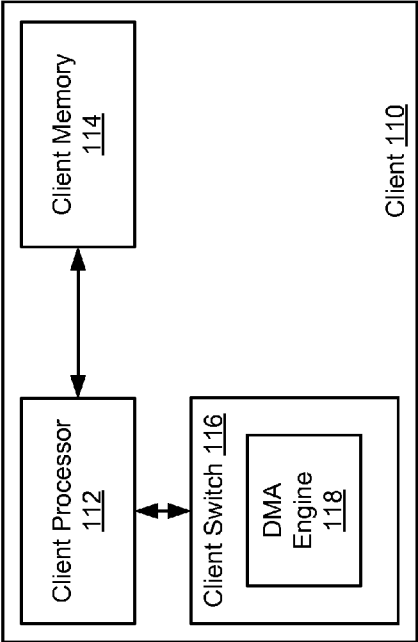 Client Processor
112
Client Memory
114
Client Switch 116
DMA
Engine
118
Client 110